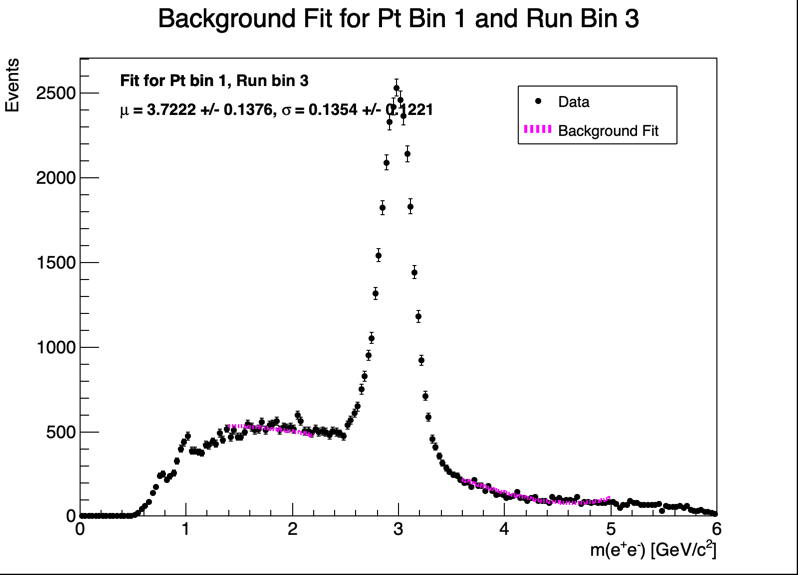 Background Fit for Pt Bin 1 and Run Bin 3
Events
Fit for Pt bin 1, Run bin 3
μ = 3.7222 +/- 0.1376, σ = 0.1354 +/- 0.1221
Data
Background Fit
2500
2000
1500
1000
500
0
0 1 2 3 4 5 6
m(e⁺e⁻) [GeV/c²]